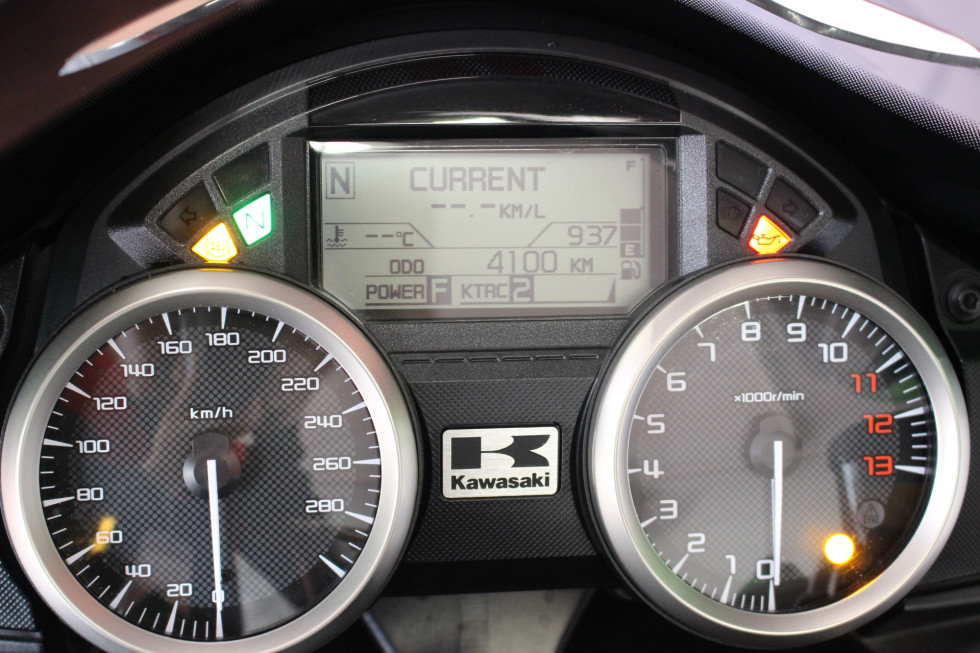 N CURRENT F
--.- KM/L
--°C 937 E
ODO 4100 KM
POWER F KTRC 2
N
ABS
km/h
0
20
40
60
80
100
120
140
160
180
200
220
240
260
280
Kawasaki
×1000r/min
0
1
2
3
4
5
6
7
8
9
10
11
12
13